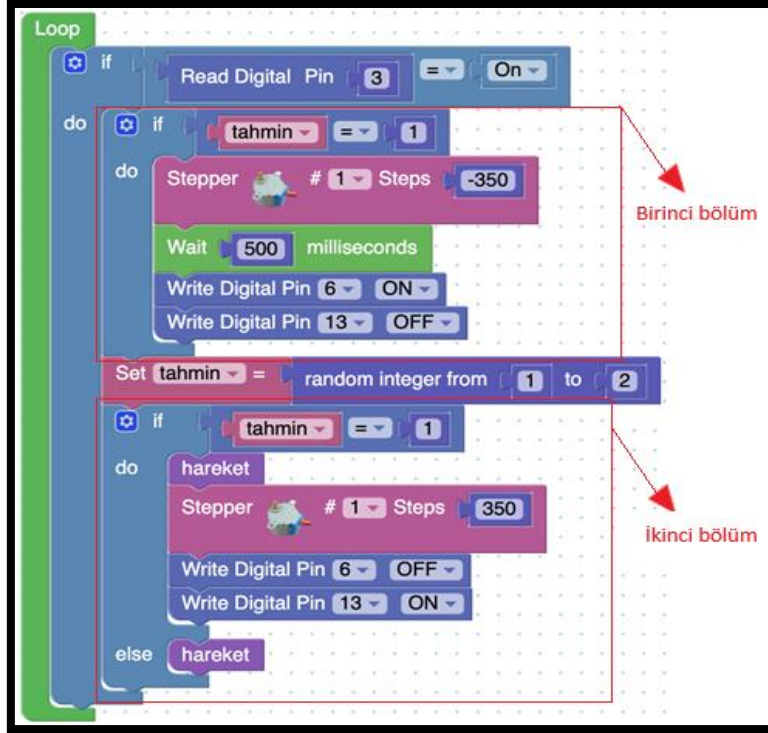 Loop
if Read Digital Pin 3 = On
do if tahmin = 1
do Stepper # 1 Steps -350
Birinci bölüm
Wait 500 milliseconds
Write Digital Pin 6 ON
Write Digital Pin 13 OFF
Set tahmin = random integer from 1 to 2
if tahmin = 1
do hareket
Stepper # 1 Steps 350
İkinci bölüm
Write Digital Pin 6 OFF
Write Digital Pin 13 ON
else hareket